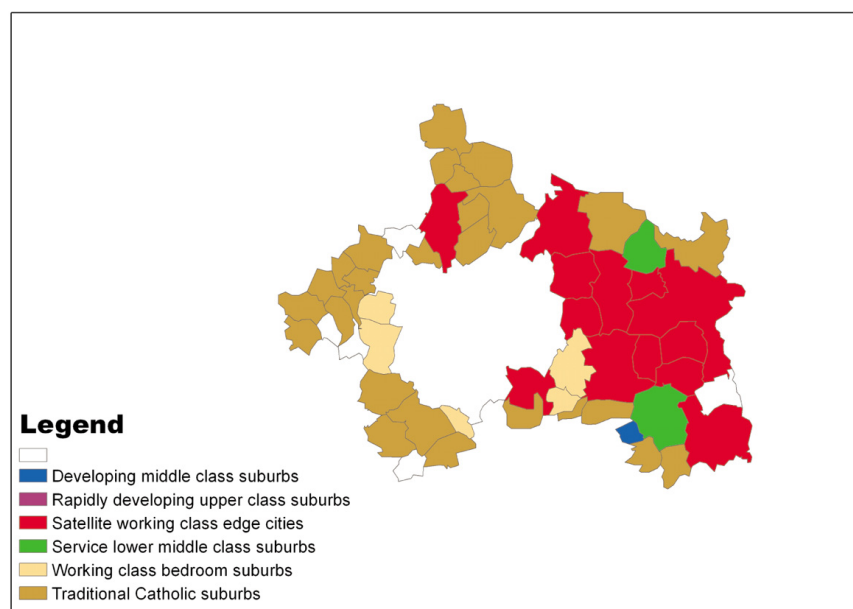 Legend
Developing middle class suburbs
Rapidly developing upper class suburbs
Satellite working class edge cities
Service lower middle class suburbs
Working class bedroom suburbs
Traditional Catholic suburbs